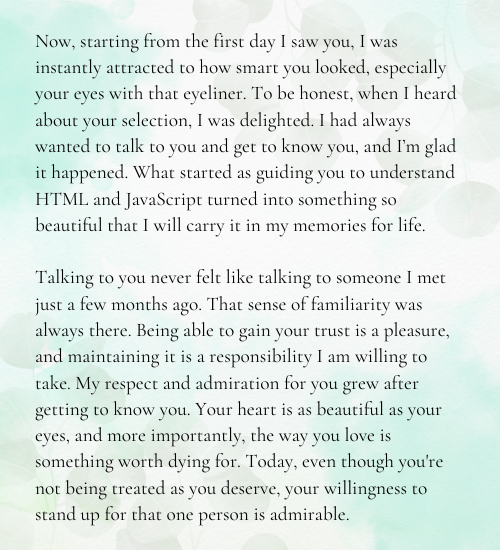 Now, starting from the first day I saw you, I was
instantly attracted to how smart you looked, especially
your eyes with that eyeliner. To be honest, when I heard
about your selection, I was delighted. I had always
wanted to talk to you and get to know you, and I'm glad
it happened. What started as guiding you to understand
HTML and JavaScript turned into something so
beautiful that I will carry it in my memories for life.

Talking to you never felt like talking to someone I met
just a few months ago. That sense of familiarity was
always there. Being able to gain your trust is a pleasure,
and maintaining it is a responsibility I am willing to
take. My respect and admiration for you grew after
getting to know you. Your heart is as beautiful as your
eyes, and more importantly, the way you love is
something worth dying for. Today, even though you're
not being treated as you deserve, your willingness to
stand up for that one person is admirable.